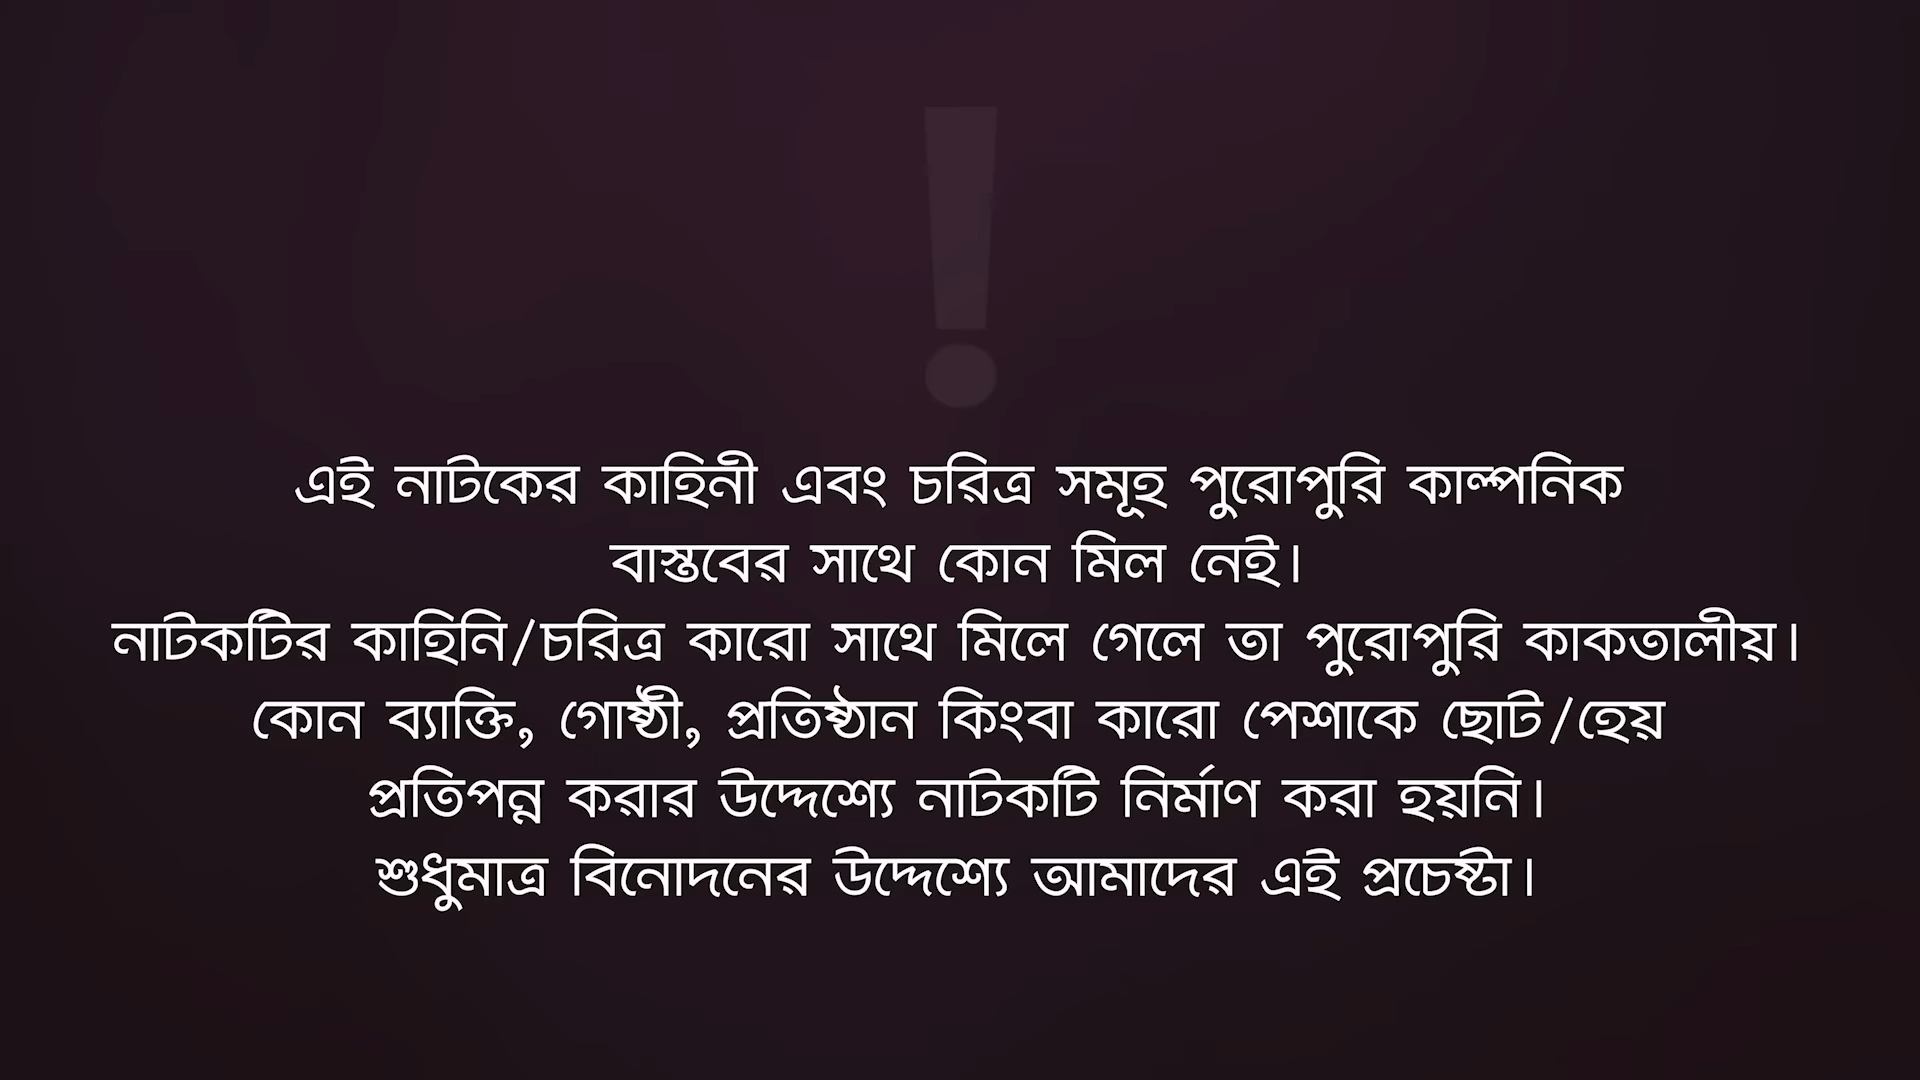 এই নাটকের কাহিনী এবং চরিত্র সমূহ পুরোপুরি কাল্পনিক
বাস্তবের সাথে কোন মিল নেই।
নাটকটির কাহিনি/চরিত্র কারো সাথে মিলে গেলে তা পুরোপুরি কাকতালীয়।
কোন ব্যাক্তি, গোষ্ঠী, প্রতিষ্ঠান কিংবা কারো পেশাকে ছোট/হেয়
প্রতিপন্ন করার উদ্দেশ্যে নাটকটি নির্মাণ করা হয়নি।
শুধুমাত্র বিনোদনের উদ্দেশ্যে আমাদের এই প্রচেষ্টা।